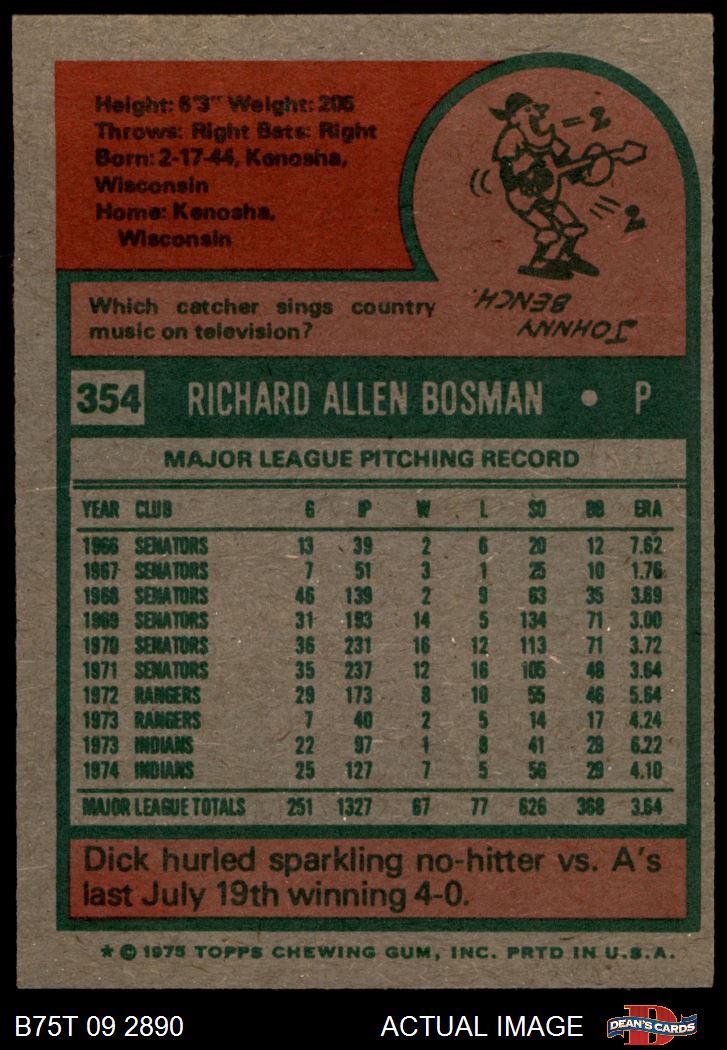 Height: 6'3" Weight: 205
Throws: Right Bats: Right
Born: 2-17-44, Kenosha,
Wisconsin
Home: Kenosha,
Wisconsin
= 2
2
JOHNNY
BENCH.
Which catcher sings country
music on television?
354 RICHARD ALLEN BOSMAN • P
MAJOR LEAGUE PITCHING RECORD
YEAR CLUB G IP W L SO BB ERA
1966 SENATORS 13 39 2 6 20 12 7.62
1967 SENATORS 7 51 3 1 25 10 1.76
1968 SENATORS 46 139 2 9 63 35 3.69
1969 SENATORS 31 193 14 5 134 71 3.00
1970 SENATORS 36 231 16 12 113 71 3.72
1971 SENATORS 35 237 12 16 105 48 3.64
1972 RANGERS 29 173 8 10 55 46 5.64
1973 RANGERS 7 40 2 5 14 17 4.24
1973 INDIANS 22 97 1 8 41 29 6.22
1974 INDIANS 25 127 7 5 56 29 4.10
MAJOR LEAGUE TOTALS 251 1327 67 77 626 368 3.64
Dick hurled sparkling no-hitter vs. A's
last July 19th winning 4-0.
* © 1975 TOPPS CHEWING GUM, INC. PRTD IN U.S.A.
B75T 09 2890 ACTUAL IMAGE D DEAN'S CARDS